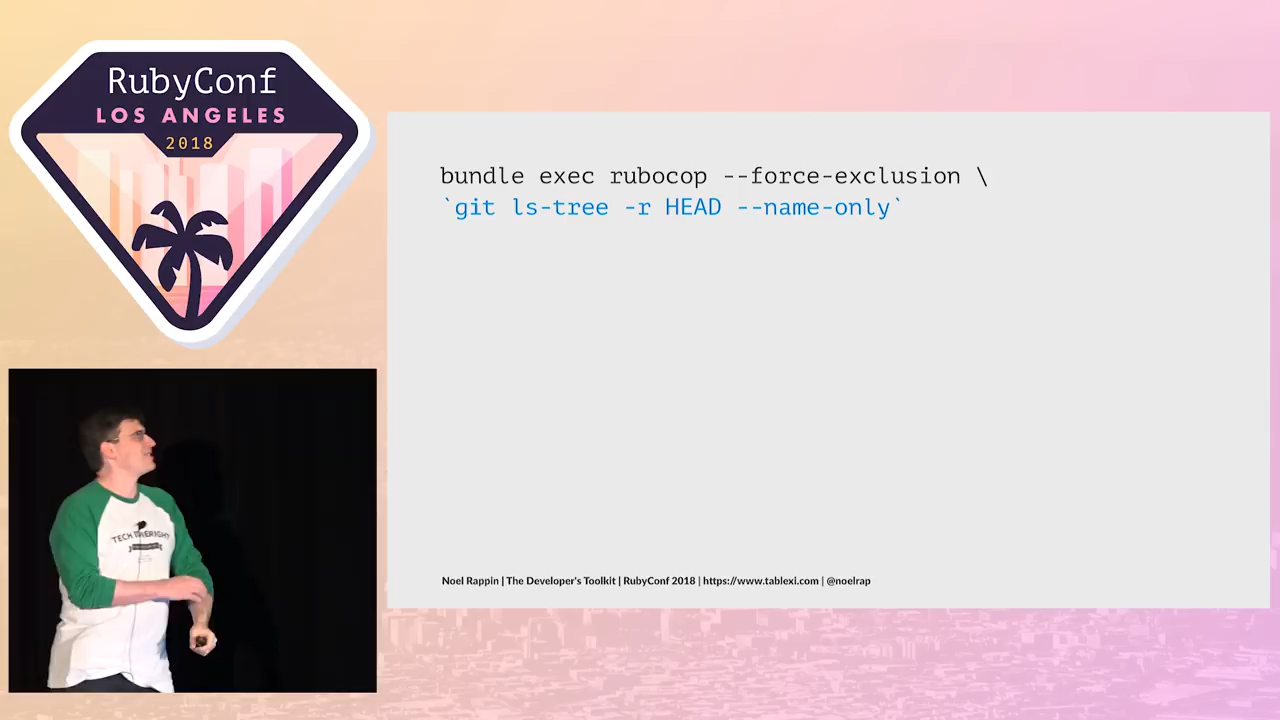 RubyConf
LOS ANGELES
2018
bundle exec rubocop --force-exclusion \
`git ls-tree -r HEAD --name-only`
TECH
Noel Rappin | The Developer's Toolkit | RubyConf 2018 | https://www.tablexi.com | @noelrap